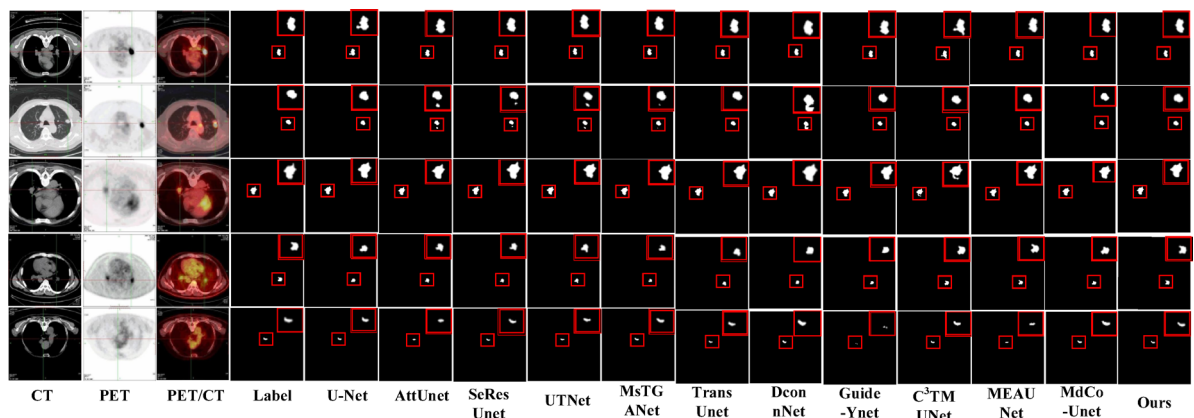 CT PET PET/CT Label U-Net AttUnet SeRes UTNet MsTG Trans Dcon Guide C³TM MEAU MdCo Ours
Unet ANet Unet nNet -Ynet UNet Net -Unet